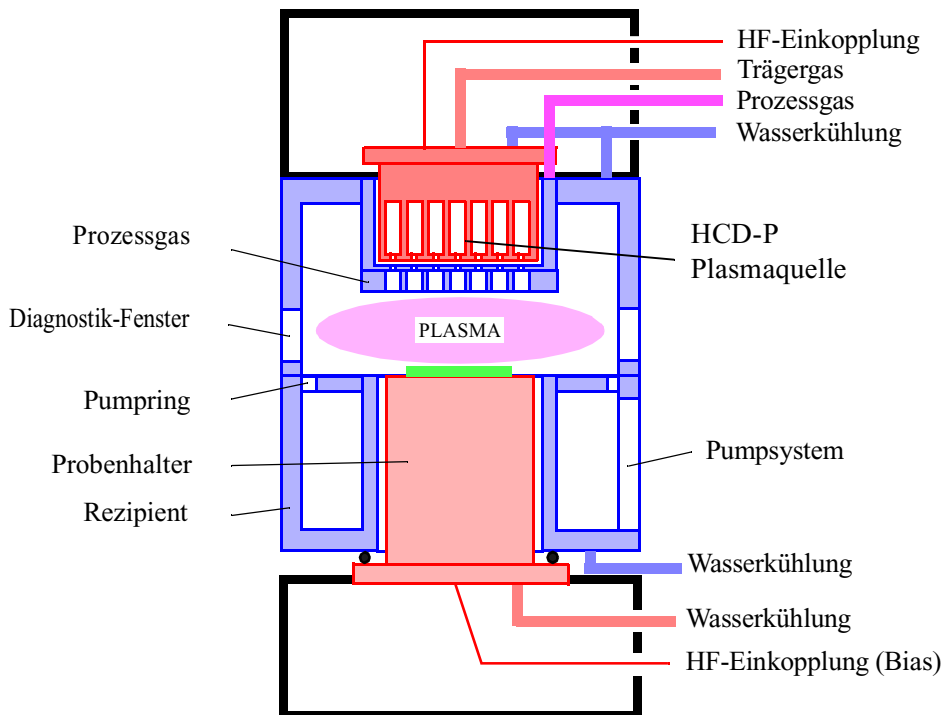 HF-Einkopplung
Trägergas
Prozessgas
Wasserkühlung
Prozessgas
HCD-P
Plasmaquelle
Diagnostik-Fenster
PLASMA
Pumpring
Probenhalter
Pumpsystem
Rezipient
Wasserkühlung
Wasserkühlung
HF-Einkopplung (Bias)